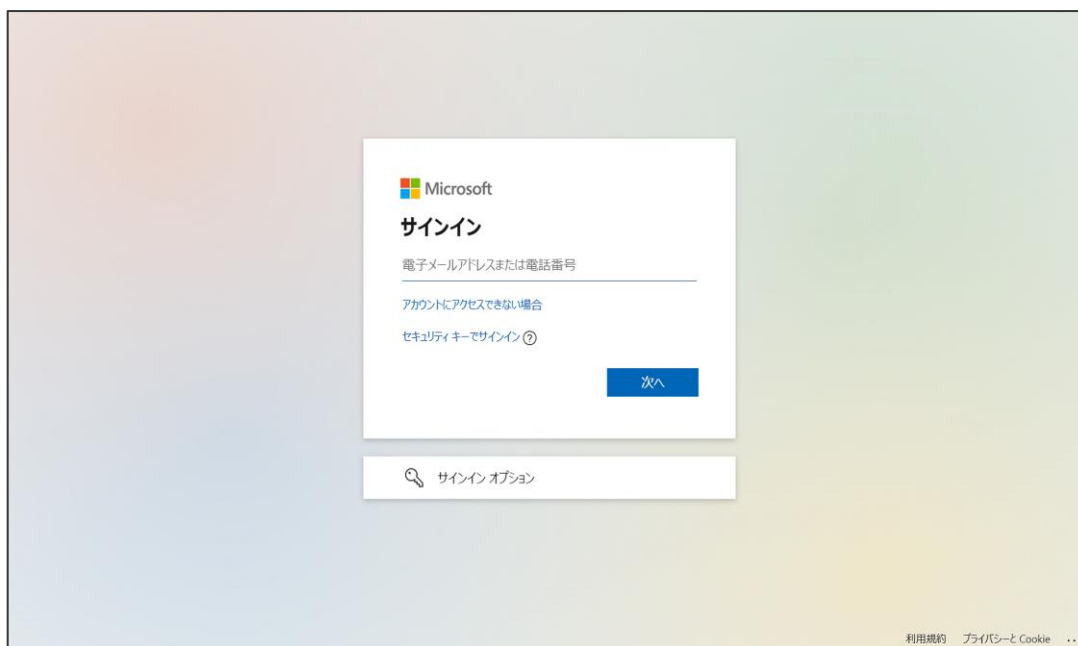 Microsoft
サインイン
電子メールアドレスまたは電話番号
アカウントにアクセスできない場合
セキュリティ キーでサインイン ?
次へ
サインイン オプション
利用規約 プライバシーと Cookie ..